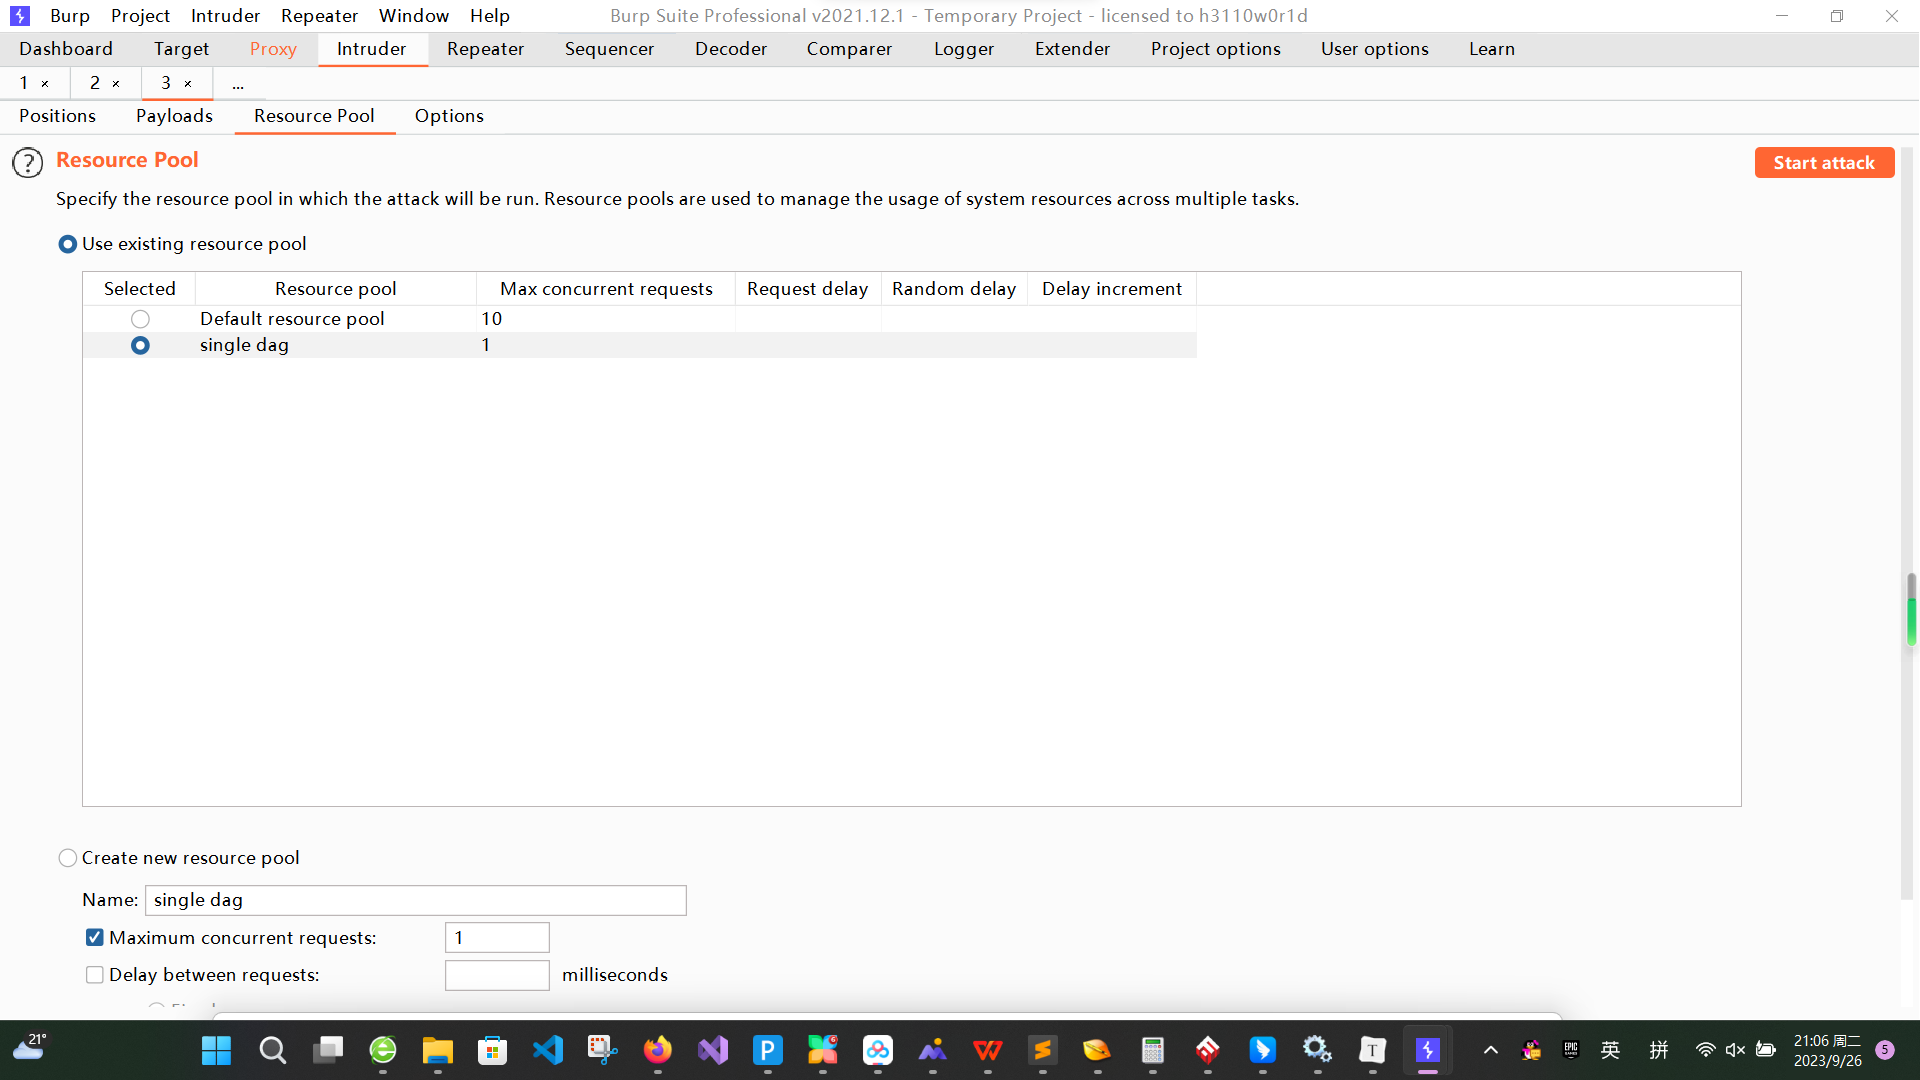 Burp Project Intruder Repeater Window Help Burp Suite Professional v2021.12.1 - Temporary Project - licensed to h3110w0r1d
Dashboard Target Proxy Intruder Repeater Sequencer Decoder Comparer Logger Extender Project options User options Learn
1 × 2 × 3 × ...
Positions Payloads Resource Pool Options
? Resource Pool
Start attack
Specify the resource pool in which the attack will be run. Resource pools are used to manage the usage of system resources across multiple tasks.
Use existing resource pool
Selected Resource pool Max concurrent requests Request delay Random delay Delay increment
Default resource pool 10
single dag 1
Create new resource pool
Name: single dag
Maximum concurrent requests: 1
Delay between requests: milliseconds
21° 英 拼 21:06 周二
2023/9/26 5